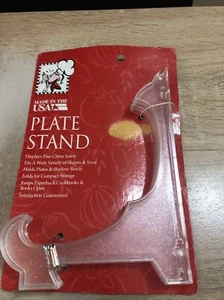 MADE IN THE
USA
PLATE
STAND
Displays Fine China Safely
Fits A Wide Variety of Shapes & Sizes
Holds Plates & Shallow Bowls
Folds for Compact Storage
Keeps Paperback Cookbooks &
Books Open
Satisfaction Guaranteed